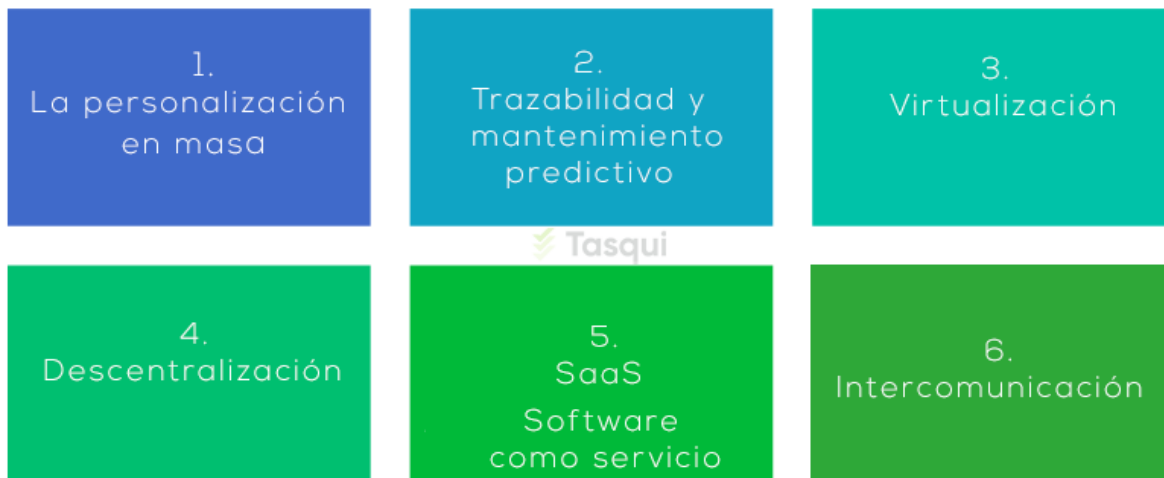 1.
La personalización
en masa
2.
Trazabilidad y
mantenimiento
predictivo
3.
Virtualización
Tasqui
4.
Descentralización
5.
SaaS
Software
como servicio
6.
Intercomunicación